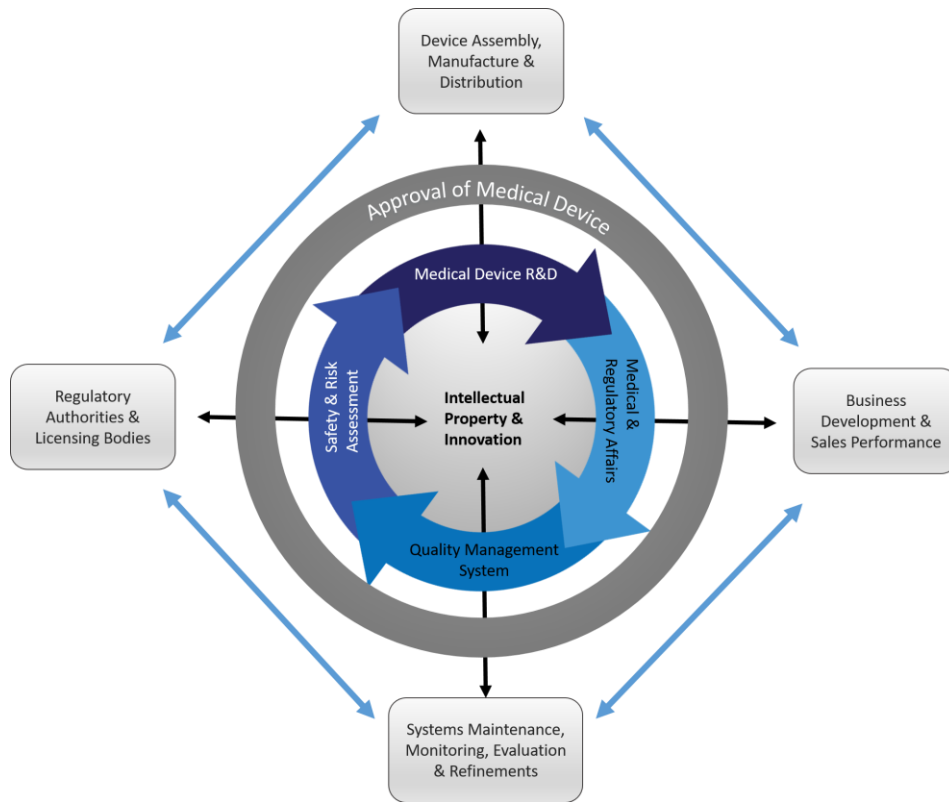 Device Assembly,
Manufacture &
Distribution
Approval of Medical Device
Medical Device R&D
Regulatory
Authorities &
Licensing Bodies
Safety & Risk
Assessment
Intellectual
Property &
Innovation
Medical &
Regulatory Affairs
Business
Development &
Sales Performance
Quality Management
System
Systems Maintenance,
Monitoring, Evaluation
& Refinements